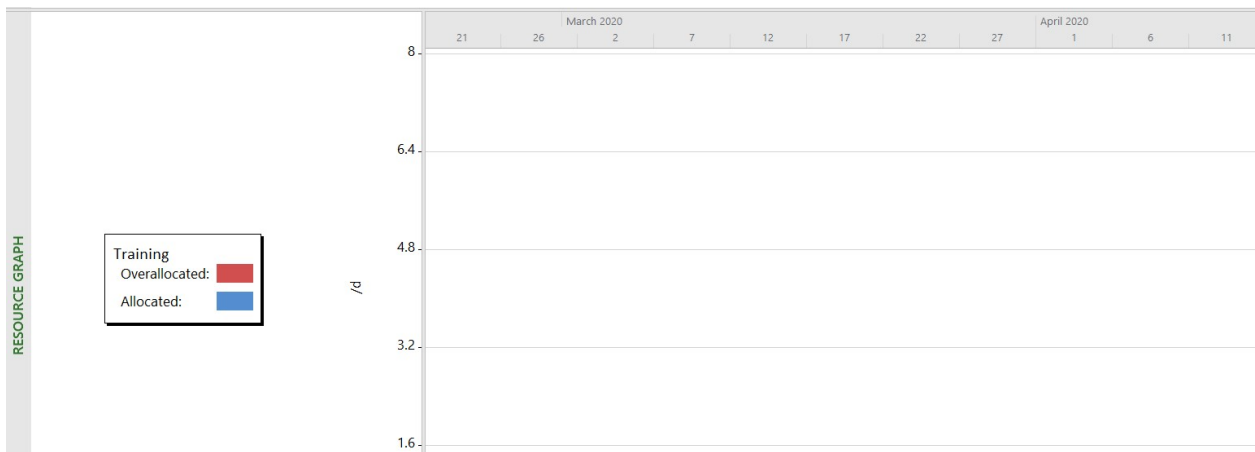 March 2020 April 2020
21 26 2 7 12 17 22 27 1 6 11
8
6.4
4.8
3.2
1.6
/d
RESOURCE GRAPH
Training
Overallocated:
Allocated: